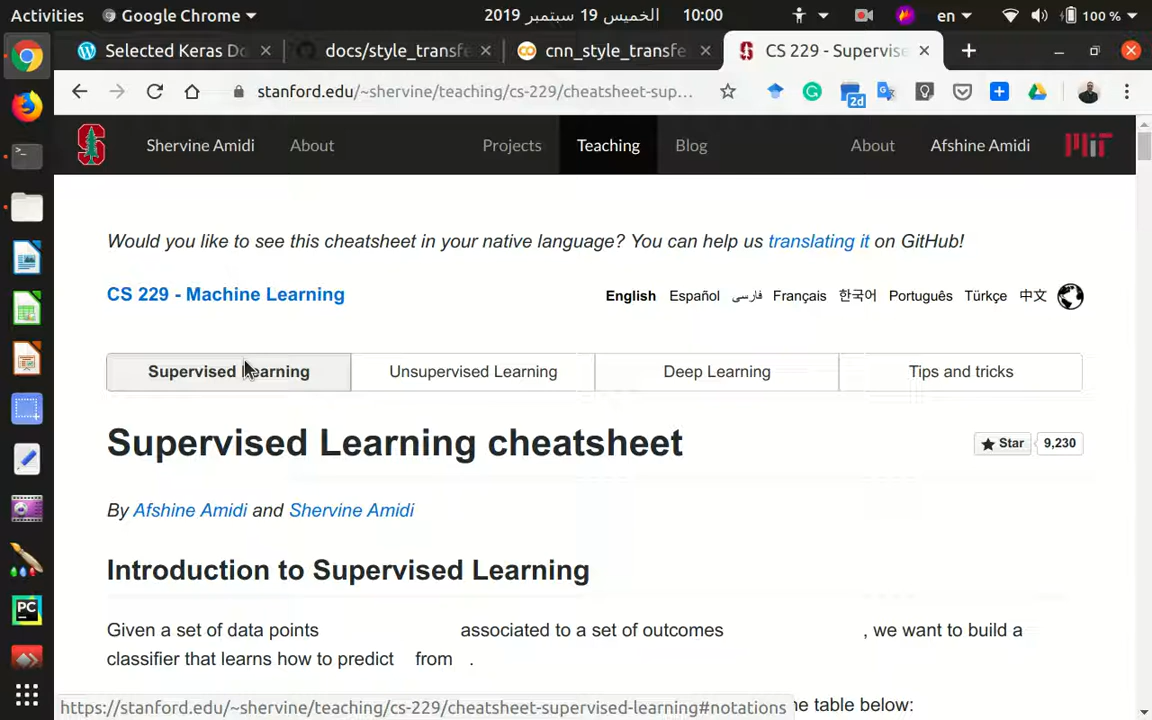 Activities Google Chrome الخميس 19 سبتمبر 2019 10:00 en 100 %
Selected Keras Do docs/style_transfe cnn_style_transfe CS 229 - Supervise
stanford.edu/~shervine/teaching/cs-229/cheatsheet-sup... 2d
Shervine Amidi About Projects Teaching Blog About Afshine Amidi MIT
Would you like to see this cheatsheet in your native language? You can help us translating it on GitHub!
CS 229 - Machine Learning English Español فارسی Français 한국어 Português Türkçe 中文
Supervised Learning Unsupervised Learning Deep Learning Tips and tricks
Supervised Learning cheatsheet Star 9,230
By Afshine Amidi and Shervine Amidi
Introduction to Supervised Learning
PC
Given a set of data points associated to a set of outcomes , we want to build a
classifier that learns how to predict from .
https://stanford.edu/~shervine/teaching/cs-229/cheatsheet-supervised-learning#notations ne table below: